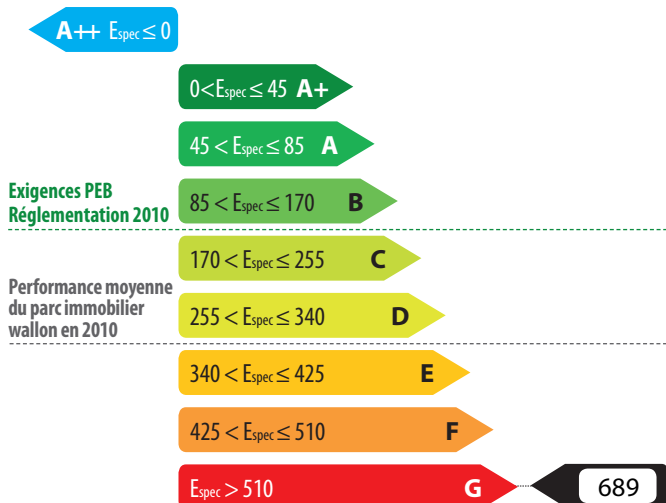 A++ Espec ≤ 0
0<Espec ≤ 45 A+
45 < Espec ≤ 85 A
Exigences PEB
Réglementation 2010
85 < Espec ≤ 170 B
170 < Espec ≤ 255 C
Performance moyenne
du parc immobilier
wallon en 2010
255 < Espec ≤ 340 D
340 < Espec ≤ 425 E
425 < Espec ≤ 510 F
Espec > 510 G
689